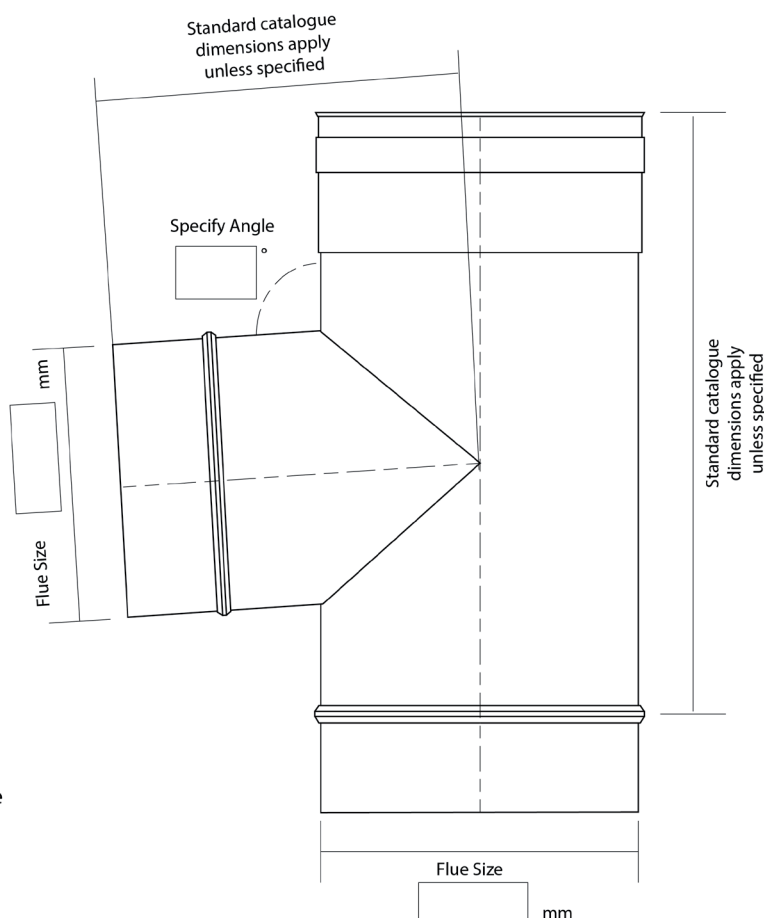 Standard catalogue
dimensions apply
unless specified
Specify Angle
°
mm
Flue Size
Standard catalogue
dimensions apply
unless specified
e
Flue Size
mm